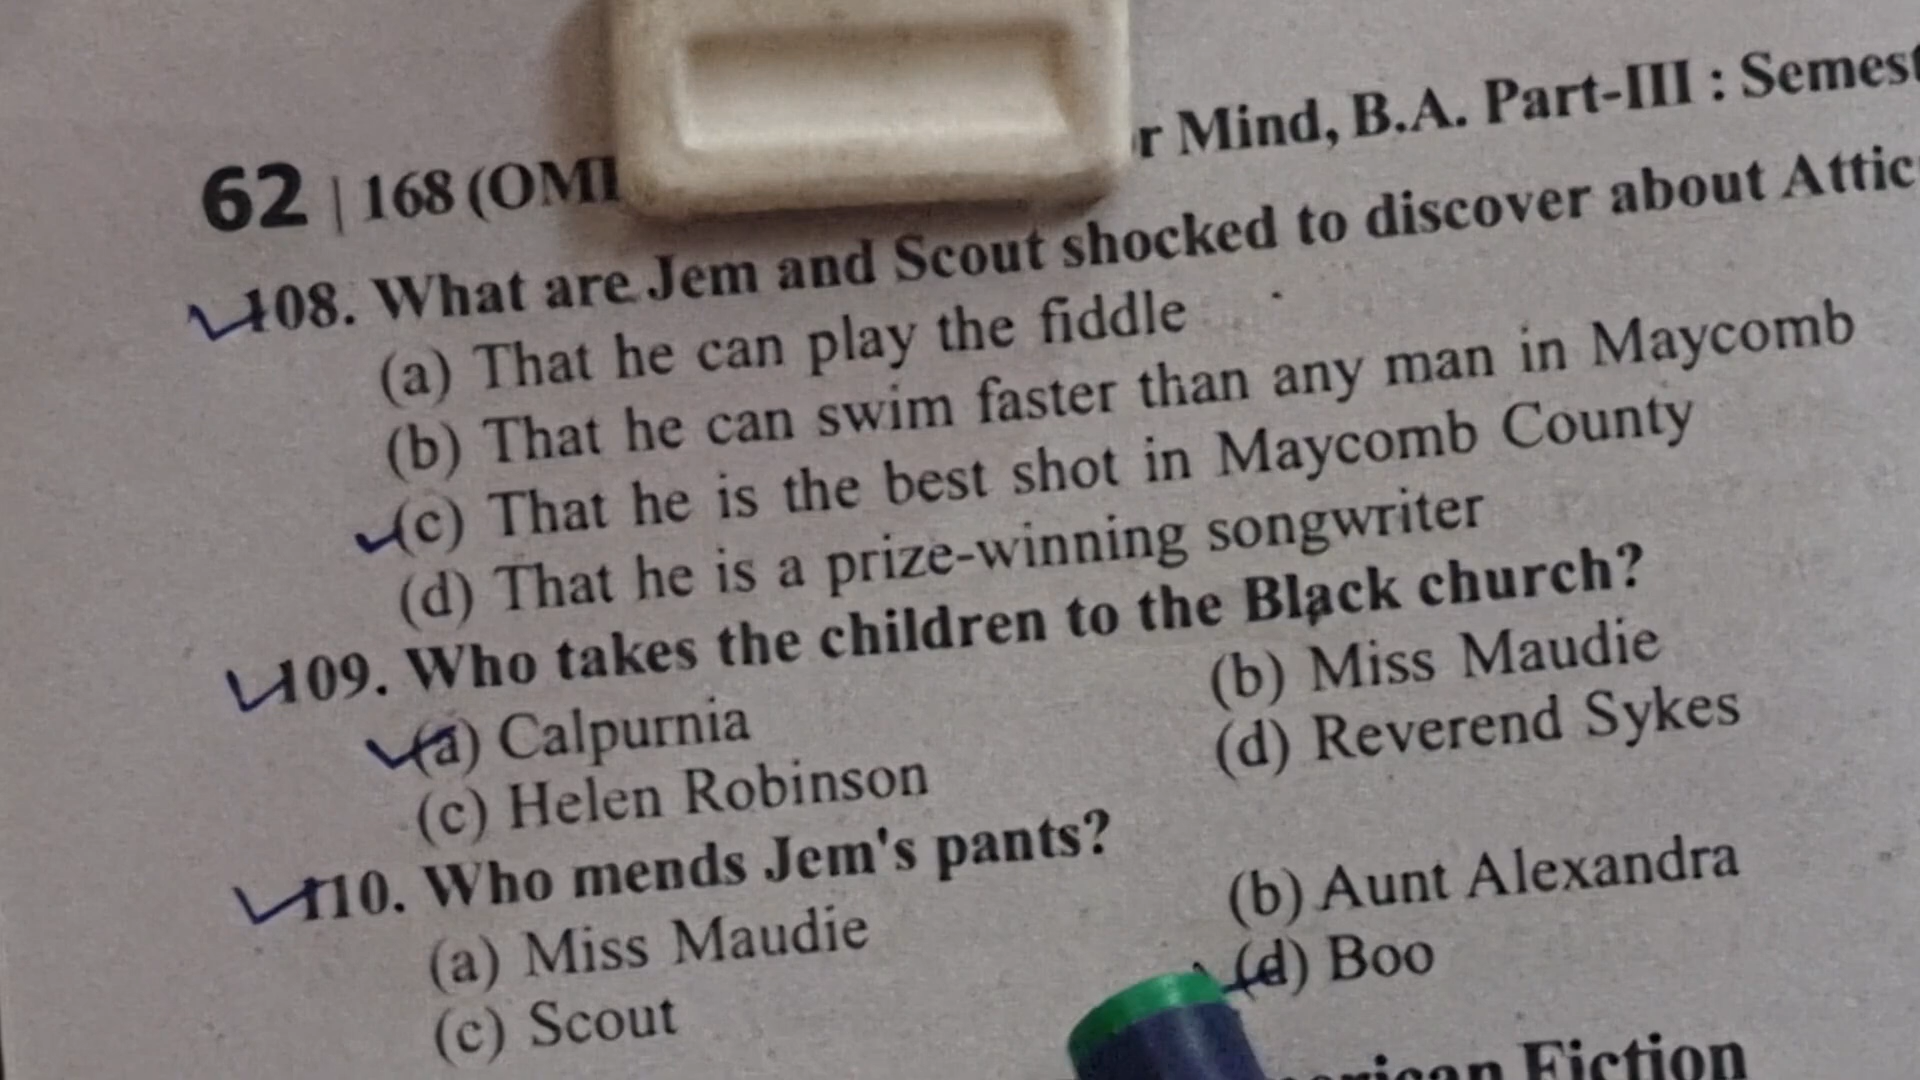 62 | 168 (OMI
r Mind, B.A. Part-III : Semest
108. What are Jem and Scout shocked to discover about Attic
(a) That he can play the fiddle
(b) That he can swim faster than any man in Maycomb
(c) That he is the best shot in Maycomb County
(d) That he is a prize-winning songwriter
109. Who takes the children to the Black church?
(a) Calpurnia (b) Miss Maudie
(c) Helen Robinson (d) Reverend Sykes
110. Who mends Jem's pants?
(a) Miss Maudie (b) Aunt Alexandra
(c) Scout (d) Boo
Fiction